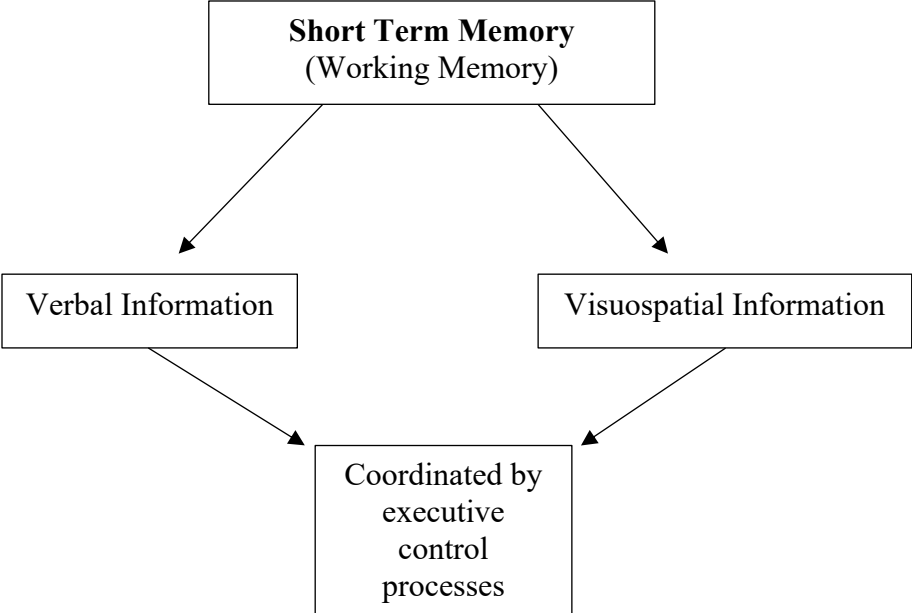 Short Term Memory
(Working Memory)
Verbal Information
Visuospatial Information
Coordinated by
executive
control
processes